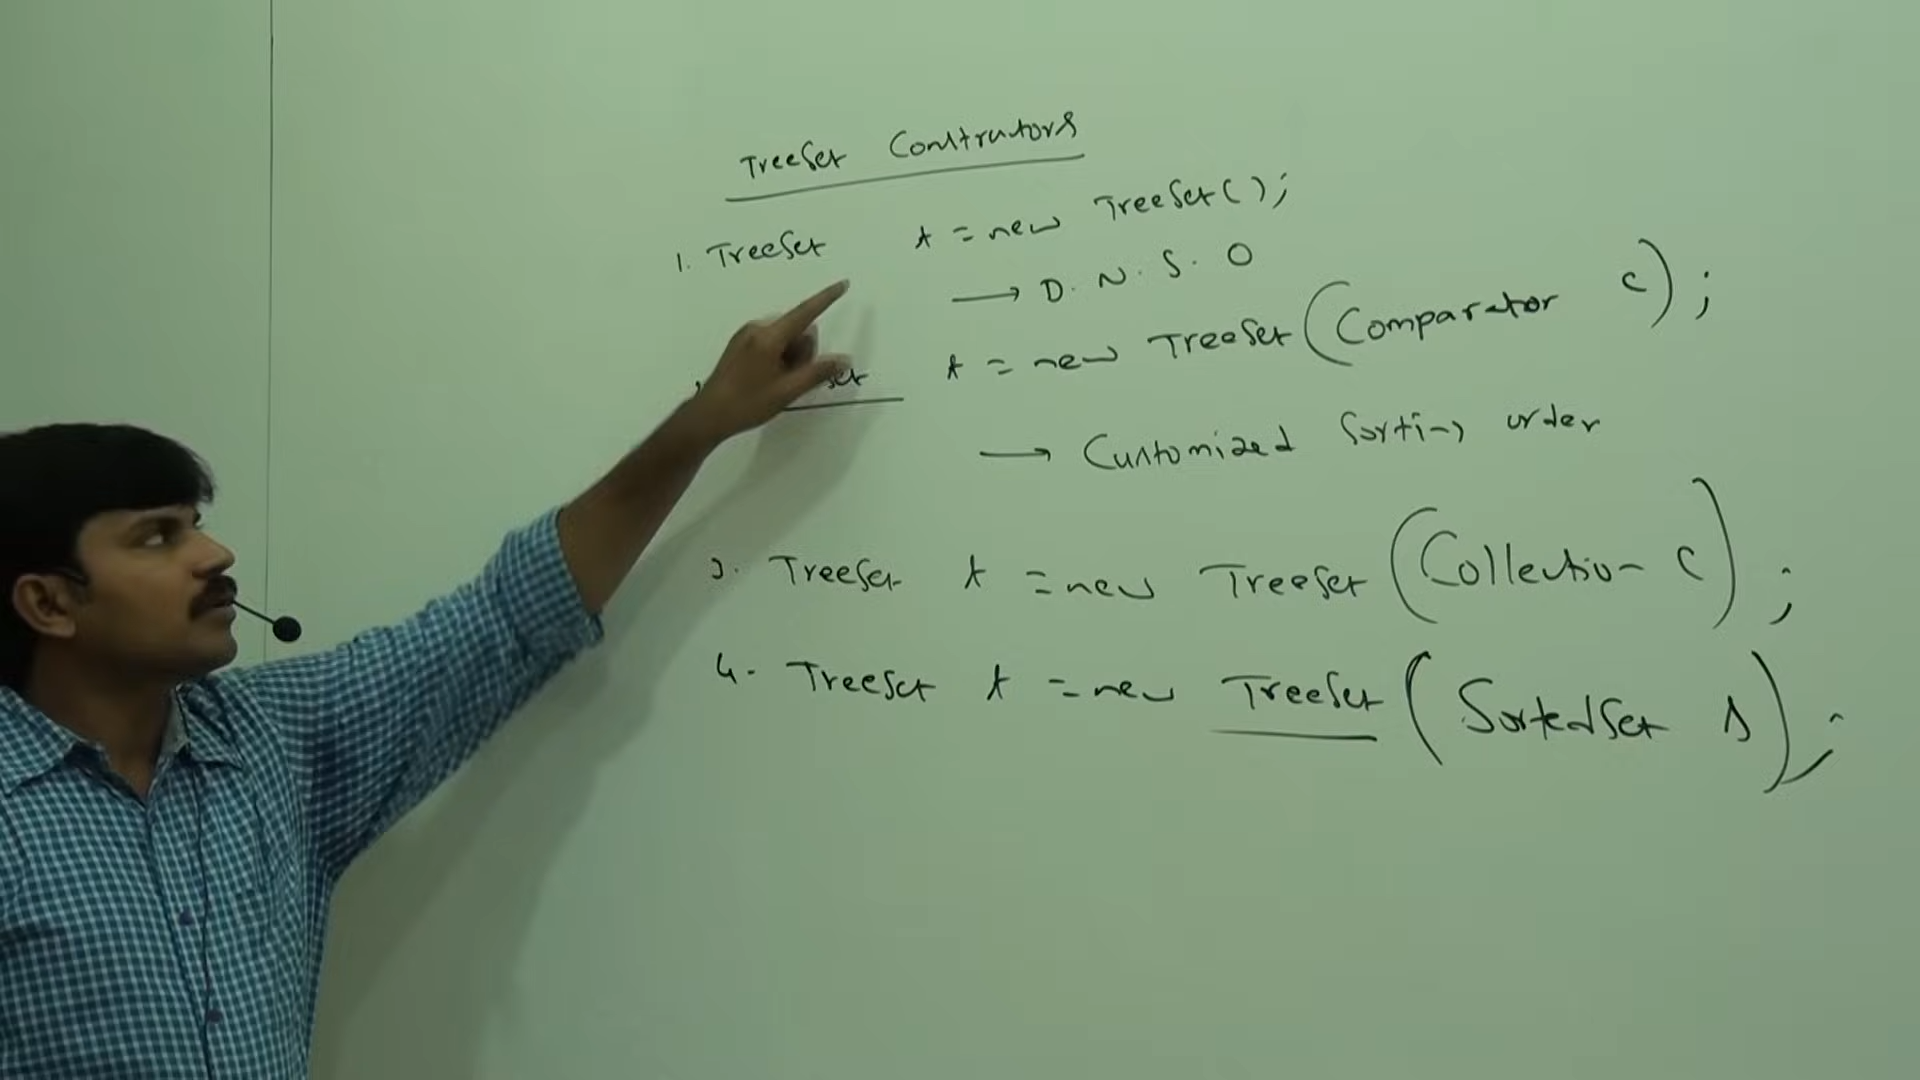 TreeSet Constructors
1. TreeSet t = new TreeSet();
→ D. N. S. O
Set t = new TreeSet(Comparator c);
→ Customized Sorting order
3. TreeSet t = new TreeSet(Collection c);
4. TreeSet t = new TreeSet(SortedSet s);